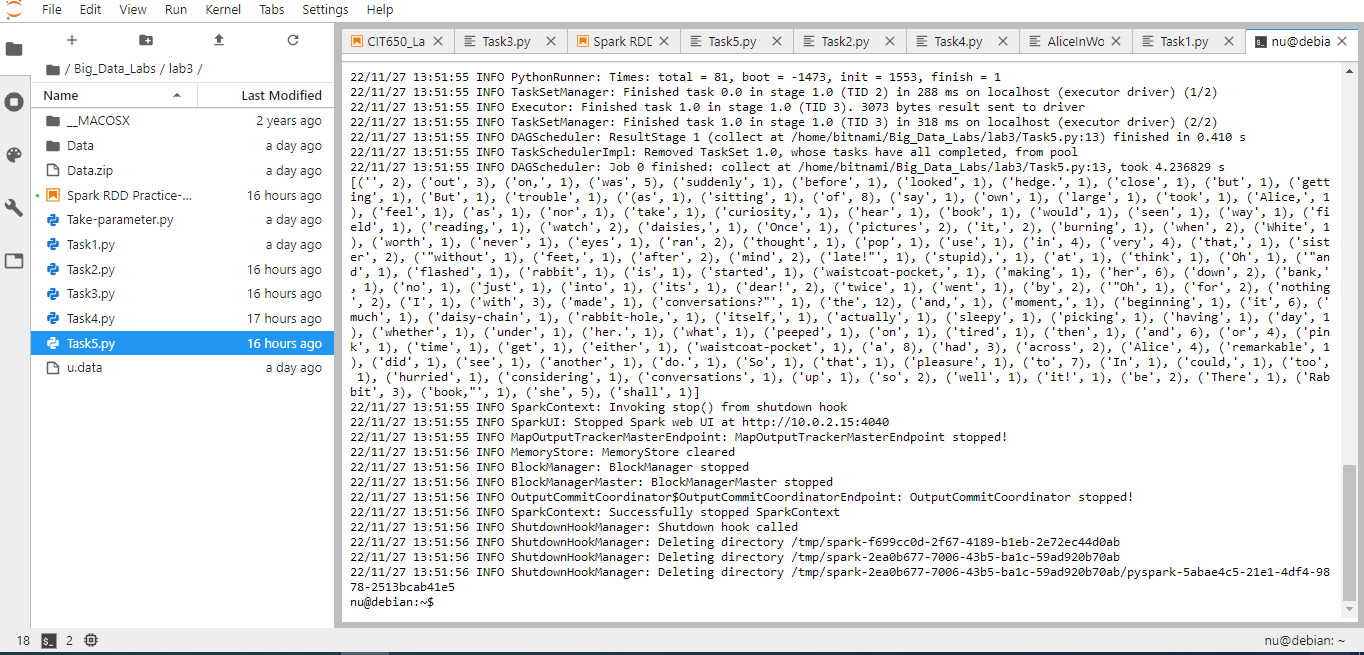 File Edit View Run Kernel Tabs Settings Help
/ Big_Data_Labs / lab3 /
Name Last Modified
__MACOSX 2 years ago
Data a day ago
Data.zip a day ago
Spark RDD Practice-... 16 hours ago
Take-parameter.py a day ago
Task1.py a day ago
Task2.py 16 hours ago
Task3.py 16 hours ago
Task4.py 17 hours ago
Task5.py 16 hours ago
u.data a day ago
CIT650_La Task3.py Spark RDD Task5.py Task2.py Task4.py AliceInWo Task1.py nu@debia
22/11/27 13:51:55 INFO PythonRunner: Times: total = 81, boot = -1473, init = 1553, finish = 1
22/11/27 13:51:55 INFO TaskSetManager: Finished task 0.0 in stage 1.0 (TID 2) in 288 ms on localhost (executor driver) (1/2)
22/11/27 13:51:55 INFO Executor: Finished task 1.0 in stage 1.0 (TID 3). 3073 bytes result sent to driver
22/11/27 13:51:55 INFO TaskSetManager: Finished task 1.0 in stage 1.0 (TID 3) in 318 ms on localhost (executor driver) (2/2)
22/11/27 13:51:55 INFO DAGScheduler: ResultStage 1 (collect at /home/bitnami/Big_Data_Labs/lab3/Task5.py:13) finished in 0.410 s
22/11/27 13:51:55 INFO TaskSchedulerImpl: Removed TaskSet 1.0, whose tasks have all completed, from pool
22/11/27 13:51:55 INFO DAGScheduler: Job 0 finished: collect at /home/bitnami/Big_Data_Labs/lab3/Task5.py:13, took 4.236829 s
[('', 2), ('out', 3), ('on,', 1), ('was', 5), ('suddenly', 1), ('before', 1), ('looked', 1), ('hedge.', 1), ('close', 1), ('but', 1), ('gett
ing', 1), ('But', 1), ('trouble', 1), ('(as', 1), ('sitting', 1), ('of', 8), ('say', 1), ('own', 1), ('large', 1), ('took', 1), ('Alice,', 1
), ('feel', 1), ('as', 1), ('nor', 1), ('take', 1), ('curiosity,', 1), ('hear', 1), ('book', 1), ('would', 1), ('seen', 1), ('way', 1), ('fi
eld', 1), ('reading,', 1), ('watch', 2), ('daisies,', 1), ('Once', 1), ('pictures', 2), ('it,', 2), ('burning', 1), ('when', 2), ('White', 1
), ('worth', 1), ('never', 1), ('eyes', 1), ('ran', 2), ('thought', 1), ('pop', 1), ('use', 1), ('in', 4), ('very', 4), ('that,', 1), ('sist
er', 2), ('"without', 1), ('feet,', 1), ('after', 2), ('mind', 2), ('late!"', 1), ('stupid),', 1), ('at', 1), ('think', 1), ('Oh', 1), ('"an
d', 1), ('flashed', 1), ('rabbit', 1), ('is', 1), ('started', 1), ('waistcoat-pocket,', 1), ('making', 1), ('her', 6), ('down', 2), ('bank,'
, 1), ('no', 1), ('just', 1), ('into', 1), ('its', 1), ('dear!', 2), ('twice', 1), ('went', 1), ('by', 2), ('"Oh', 1), ('for', 2), ('nothing
', 2), ('I', 1), ('with', 3), ('made', 1), ('conversations?"', 1), ('the', 12), ('and,', 1), ('moment,', 1), ('beginning', 1), ('it', 6), ('
much', 1), ('daisy-chain', 1), ('rabbit-hole,', 1), ('itself,', 1), ('actually', 1), ('sleepy', 1), ('picking', 1), ('having', 1), ('day', 1
), ('whether', 1), ('under', 1), ('her.', 1), ('what', 1), ('peeped', 1), ('on', 1), ('tired', 1), ('then', 1), ('and', 6), ('or', 4), ('pin
k', 1), ('time', 1), ('get', 1), ('either', 1), ('waistcoat-pocket', 1), ('a', 8), ('had', 3), ('across', 2), ('Alice', 4), ('remarkable', 1
), ('did', 1), ('see', 1), ('another', 1), ('do.', 1), ('So', 1), ('that', 1), ('pleasure', 1), ('to', 7), ('In', 1), ('could,', 1), ('too',
 1), ('hurried', 1), ('considering', 1), ('conversations', 1), ('up', 1), ('so', 2), ('well', 1), ('it!', 1), ('be', 2), ('There', 1), ('Rab
bit', 3), ('book,"', 1), ('she', 5), ('shall', 1)]
22/11/27 13:51:55 INFO SparkContext: Invoking stop() from shutdown hook
22/11/27 13:51:55 INFO SparkUI: Stopped Spark web UI at http://10.0.2.15:4040
22/11/27 13:51:55 INFO MapOutputTrackerMasterEndpoint: MapOutputTrackerMasterEndpoint stopped!
22/11/27 13:51:56 INFO MemoryStore: MemoryStore cleared
22/11/27 13:51:56 INFO BlockManager: BlockManager stopped
22/11/27 13:51:56 INFO BlockManagerMaster: BlockManagerMaster stopped
22/11/27 13:51:56 INFO OutputCommitCoordinator$OutputCommitCoordinatorEndpoint: OutputCommitCoordinator stopped!
22/11/27 13:51:56 INFO SparkContext: Successfully stopped SparkContext
22/11/27 13:51:56 INFO ShutdownHookManager: Shutdown hook called
22/11/27 13:51:56 INFO ShutdownHookManager: Deleting directory /tmp/spark-f699cc0d-2f67-4189-b1eb-2e72ec44d0ab
22/11/27 13:51:56 INFO ShutdownHookManager: Deleting directory /tmp/spark-2ea0b677-7006-43b5-ba1c-59ad920b70ab
22/11/27 13:51:56 INFO ShutdownHookManager: Deleting directory /tmp/spark-2ea0b677-7006-43b5-ba1c-59ad920b70ab/pyspark-5abae4c5-21e1-4df4-98
78-2513bcab41e5
nu@debian:~$
18 2 nu@debian: ~